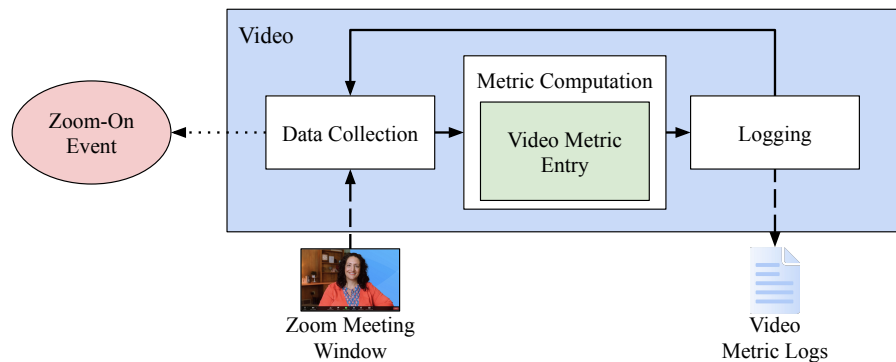 Video
Metric Computation
Zoom-On
Event
Data Collection
Video Metric
Entry
Logging
Zoom Meeting
Window
Video
Metric Logs